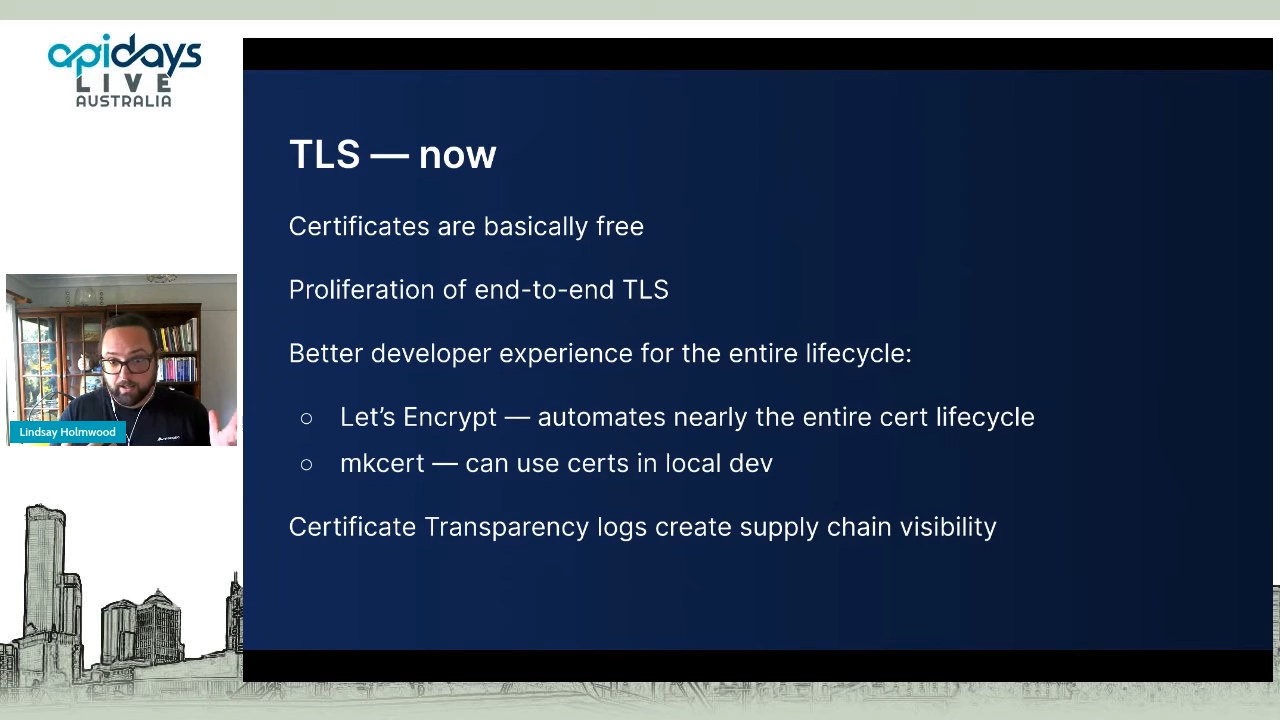 apidays
LIVE
AUSTRALIA
TLS — now
Certificates are basically free
Proliferation of end-to-end TLS
Better developer experience for the entire lifecycle:
○ Let’s Encrypt — automates nearly the entire cert lifecycle
○ mkcert — can use certs in local dev
Certificate Transparency logs create supply chain visibility
Lindsay Holmwood